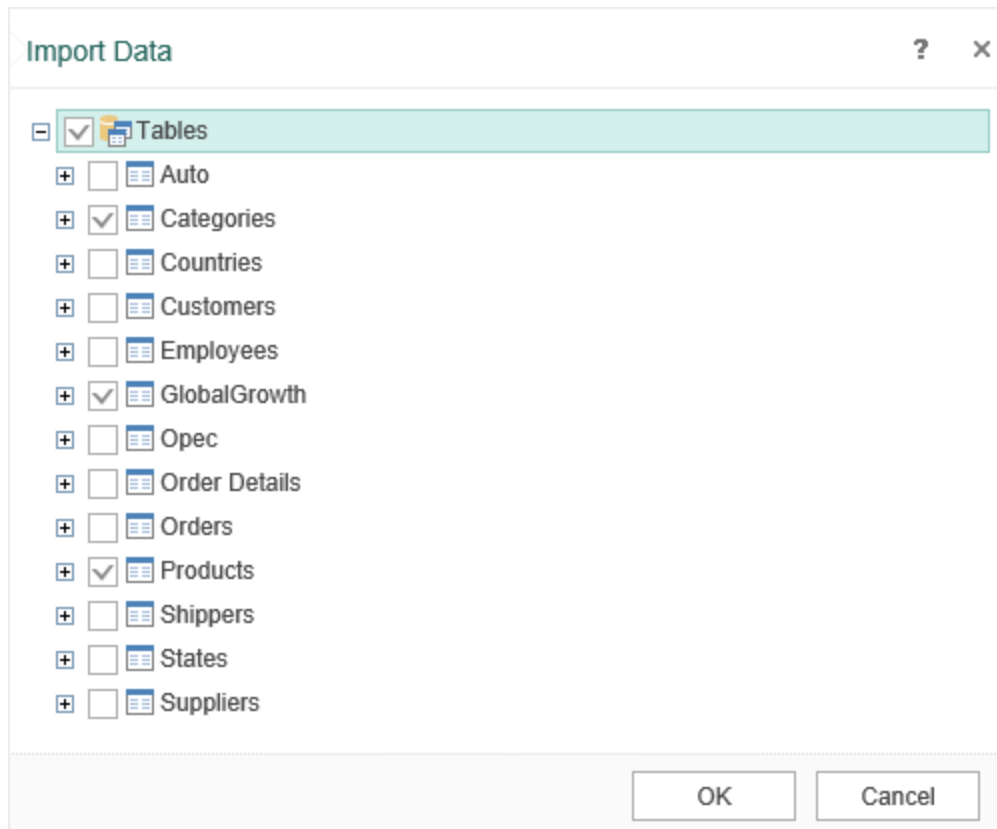 Import Data ? ×
Tables
Auto
Categories
Countries
Customers
Employees
GlobalGrowth
Opec
Order Details
Orders
Products
Shippers
States
Suppliers
OK Cancel